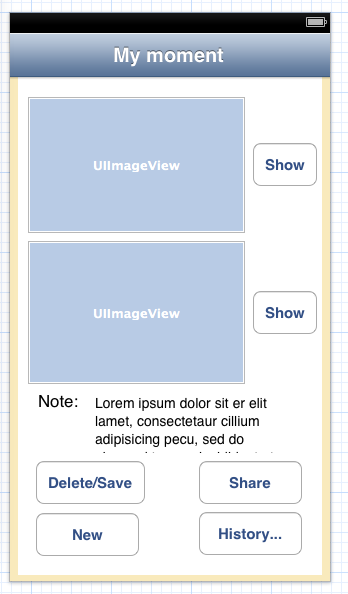 My moment
UIImageView
Show
UIImageView
Show
Note:
Lorem ipsum dolor sit er elit
lamet, consectetaur cillium
adipisicing pecu, sed do
Delete/Save
Share
New
History...